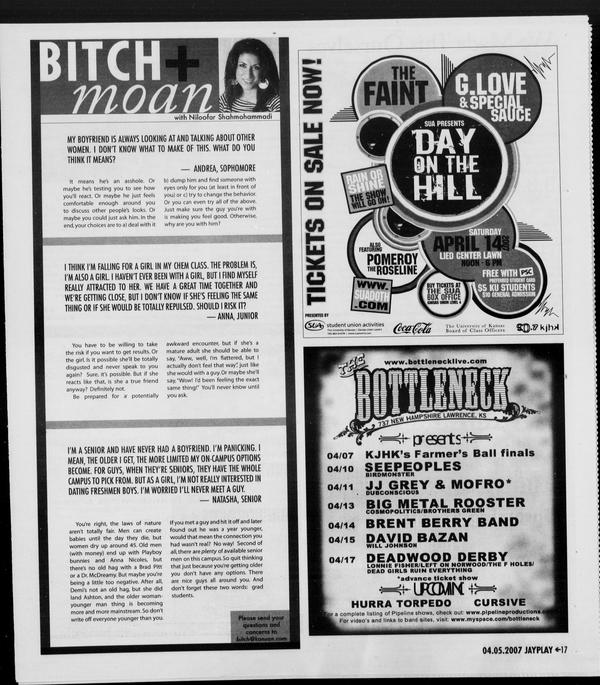 BITCH+
moan
with Niloofar Shahmohammadi
MY BOYFRIEND IS ALWAYS LOOKING AT AND TALKING ABOUT OTHER
WOMEN. I DON'T KNOW WHAT TO MAKE OF THIS. WHAT DO YOU
THINK IT MEANS?
— ANDREA, SOPHOMORE
It means he's an asshole. Or
maybe he's testing you to see how
you'll react. Or maybe he just feels
comfortable enough around you
to discuss other people's looks. Or
maybe you could just ask him. In the
end, your choices are to a) deal with it
b) dump him and find someone with
eyes only for you (at least in front of
you) or c) try to change the behavior.
Or you can even try all of the above.
Just make sure the guy you're with
is making you feel good. Otherwise,
why are you with him?
I THINK I'M FALLING FOR A GIRL IN MY CHEM CLASS. THE PROBLEM IS,
I'M ALSO A GIRL. I HAVEN'T EVER BEEN WITH A GIRL, BUT I FIND MYSELF
REALLY ATTRACTED TO HER. WE HAVE A GREAT TIME TOGETHER AND
WE'RE GETTING CLOSE, BUT I DON'T KNOW IF SHE'S FEELING THE SAME
THING OR IF SHE WOULD BE TOTALLY REPULSED. SHOULD I RISK IT?
— ANNA, JUNIOR
You have to be willing to take
the risk if you want to get results. Or
the girl. Is it possible she'll be totally
disgusted and never speak to you
again? Sure, it's possible. But if she
reacts like that, is she a true friend
anyway? Definitely not.
Be prepared for a potentially
awkward encounter, but if she's a
mature adult she should be able to
say, "Aww, well, I'm flattered, but I
actually don't feel that way," just like
she would with a guy. Or maybe she'll
say, "Wow! I'd been feeling the exact
same thing!" You'll never know until
you ask.
I'M A SENIOR AND HAVE NEVER HAD A BOYFRIEND. I'M PANICKING. I
MEAN, THE OLDER I GET, THE MORE LIMITED MY ON-CAMPUS OPTIONS
BECOME. FOR GUYS, WHEN THEY'RE SENIORS, THEY HAVE THE WHOLE
CAMPUS TO PICK FROM. BUT AS A GIRL, I'M NOT REALLY INTERESTED IN
DATING FRESHMEN BOYS. I'M WORRIED I'LL NEVER MEET A GUY.
— NATASHA, SENIOR
You're right, the laws of nature
aren't totally fair. Men can create
babies until the day they die, but
women dry up around 45. Old men
(with money) end up with Playboy
bunnies and Anna Nicoles, but
there's no old hag with a Brad Pitt
or a Dr. McDreamy. But maybe you're
being a little too negative. After all,
Demi's not an old hag, but she did
land Ashton, and the older woman-
younger man thing is becoming
more and more mainstream. So don't
write off everyone younger than you.
If you met a guy and hit it off and later
found out he was a year younger,
would that mean the connection you
had wasn't real? No way! Second of
all, there are plenty of available senior
men on this campus. So quit thinking
that just because you're getting older
you don't have any options. There
are nice guys all around you. And
don't forget these two words: grad
students.
Please send your
questions and
concerns to
bitch@kansan.com
TICKETS ON SALE NOW!
THE
FAINT
G.LOVE
& SPECIAL
SAUCE
SUA PRESENTS
DAY
ON THE
HILL
RAIN OR
SHINE
THE SHOW
WILL GO ON!
SATURDAY
APRIL 14
2007
LIED CENTER LAWN
NOON - 6 PM
ALSO
FEATURING
POMEROY
THE ROSELINE
WWW.
SUADOTH
.COM
BUY TICKETS AT
THE SUA
BOX OFFICE
KANSAS UNION LEVEL 4
FREE WITH PSC
PREFERRED STUDENT CARD
$5 KU STUDENTS
$10 GENERAL ADMISSION
PRESENTED BY
SUA student union activities
Coca-Cola
The University of Kansas
Board of Class Officers
90.7 kjhk
www.bottlenecklive.com
THE
BOTTLENECK
737 NEW HAMPSHIRE LAWRENCE, KS
presents
04/07 KJHK's Farmer's Ball finals
04/10 SEEPEOPLES
BIRDMONSTER
04/11 JJ GREY & MOFRO*
DUBCONSCIOUS
04/13 BIG METAL ROOSTER
COSMOPOLITICS/BROTHERS GREEN
04/14 BRENT BERRY BAND
04/15 DAVID BAZAN
WILL JOHNSON
04/17 DEADWOOD DERBY
LONNIE FISHER/LEFT ON NORWOOD/THE F HOLES/
DEAD GIRLS RUIN EVERYTHING
*advance ticket show
UPCOMING
HURRA TORPEDO CURSIVE
For a complete listing of Pipeline shows, check out: www.pipelineproductions.c
For video's and links to band sites, visit: www.myspace.com/bottleneck
04.05.2007 JAYPLAY 17